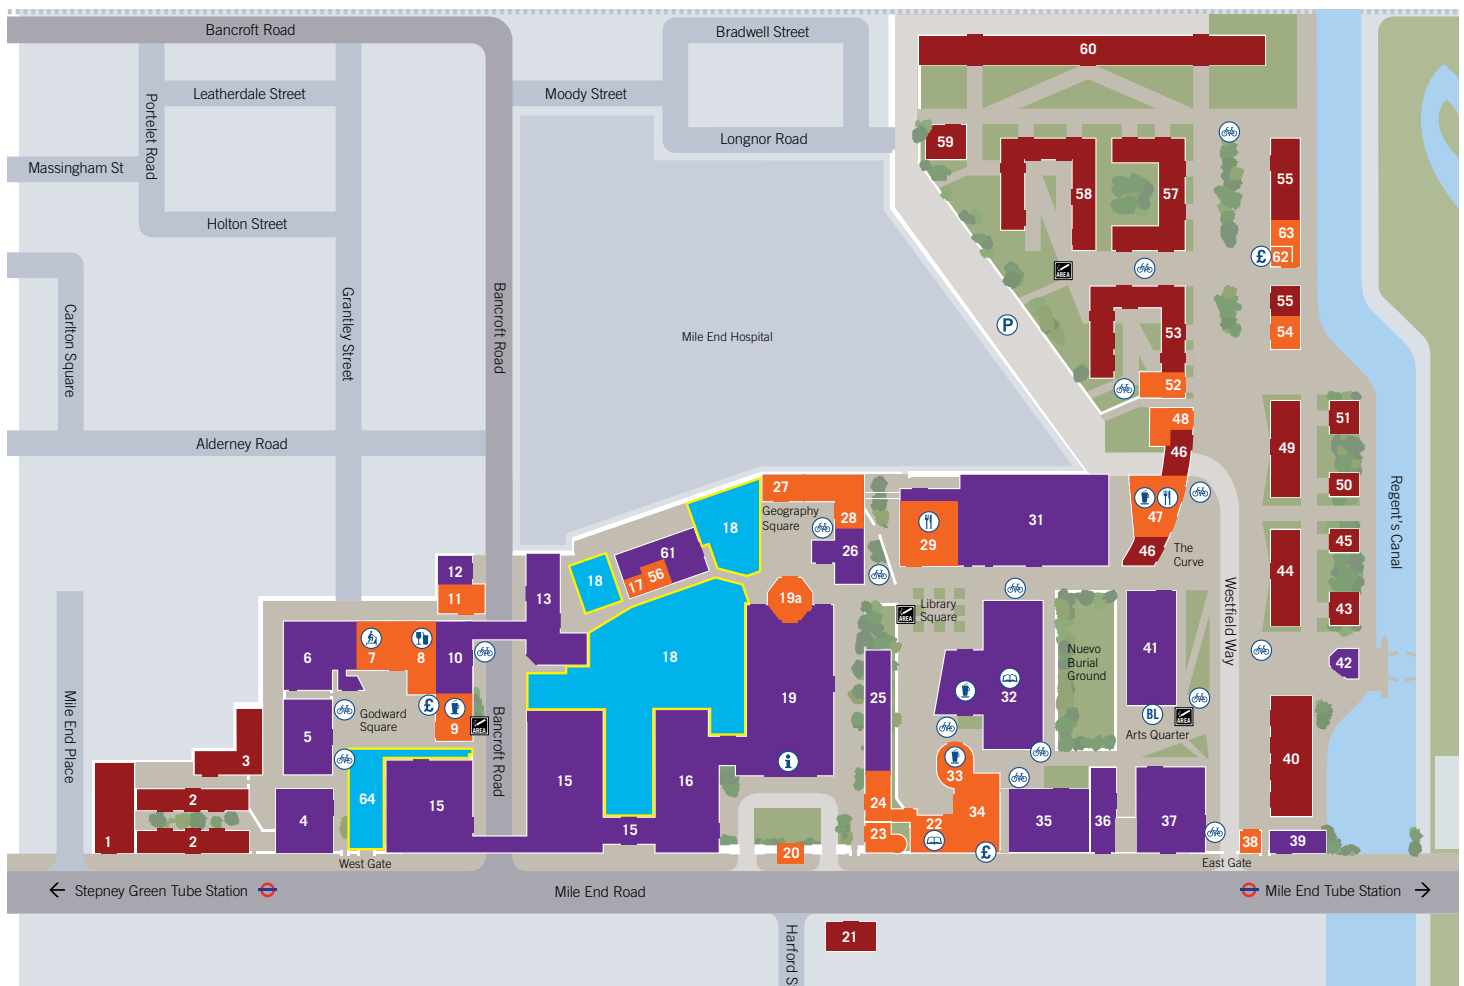 Bancroft Road
Bradwell Street
60
Leatherdale Street
Moody Street
Portelet Road
Longnor Road
59
Massingham St
58
57
55
Holton Street
63
£
62
AREA
Carlton Square
Grantley Street
Bancroft Road
55
P
54
Mile End Hospital
53
52
48
51
Alderney Road
46
49
50
27
Geography
Square
28
18
47
Regent's Canal
31
29
26
61
56
17
18
46
The
Curve
45
12
11
13
19a
44
43
Library
Square
AREA
Westfield Way
6
7
8
10
18
41
42
Nuevo
Burial
Ground
25
32
19
Mile End Place
£
9
AREA
Godward
Square
5
BL
AREA
Arts Quarter
Bancroft Road
3
i
33
40
2
64
15
15
16
24
34
4
22
35
36
37
1
2
15
23
£
20
38
39
West Gate
East Gate
Stepney Green Tube Station
Mile End Road
Mile End Tube Station
21
Harford S